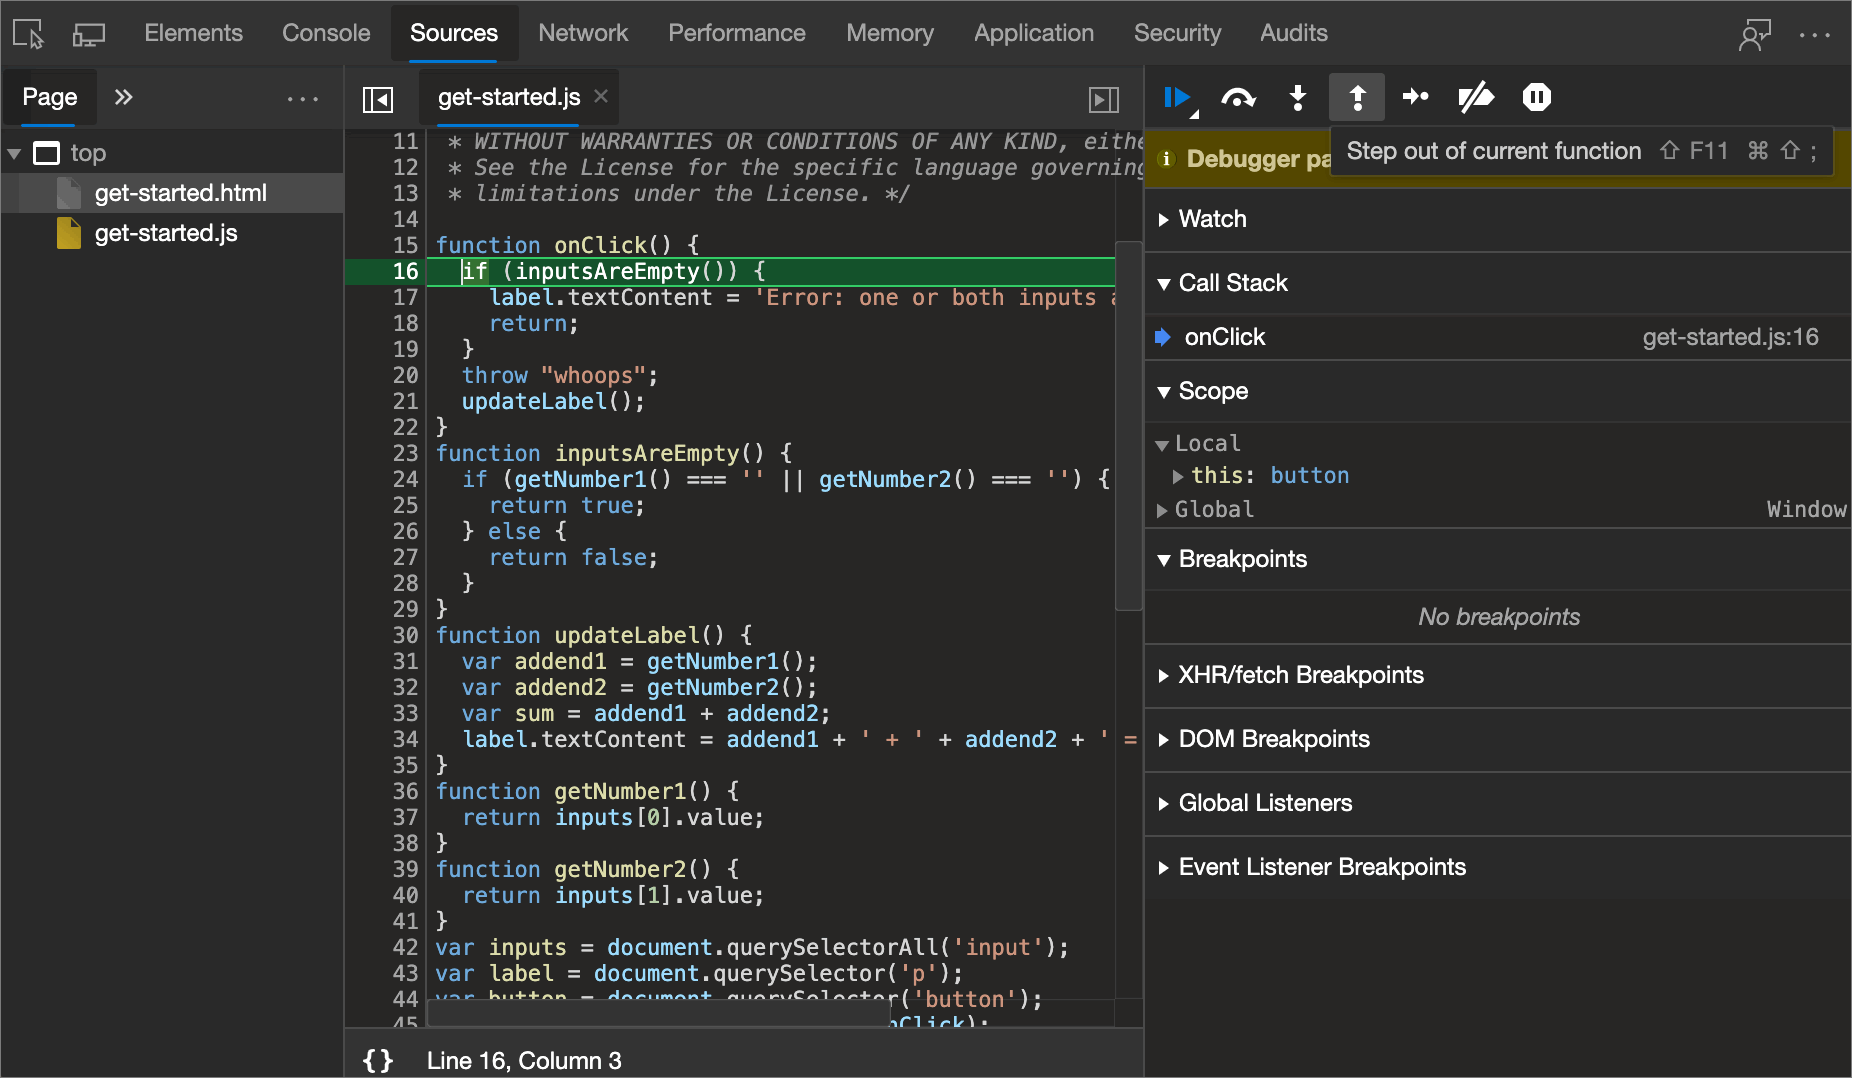 Elements Console Sources Network Performance Memory Application Security Audits
Page
top
get-started.html
get-started.js
get-started.js
11 * WITHOUT WARRANTIES OR CONDITIONS OF ANY KIND, eithe
12 * See the License for the specific language governing
13 * limitations under the License. */
14
15 function onClick() {
16 if (inputsAreEmpty()) {
17 label.textContent = 'Error: one or both inputs a
18 return;
19 }
20 throw "whoops";
21 updateLabel();
22 }
23 function inputsAreEmpty() {
24 if (getNumber1() === '' || getNumber2() === '') {
25 return true;
26 } else {
27 return false;
28 }
29 }
30 function updateLabel() {
31 var addend1 = getNumber1();
32 var addend2 = getNumber2();
33 var sum = addend1 + addend2;
34 label.textContent = addend1 + ' + ' + addend2 + ' =
35 }
36 function getNumber1() {
37 return inputs[0].value;
38 }
39 function getNumber2() {
40 return inputs[1].value;
41 }
42 var inputs = document.querySelectorAll('input');
43 var label = document.querySelector('p');
44 var button = document.querySelector('button');
45 nClick);
{} Line 16, Column 3
Debugger pa
Step out of current function ⇧ F11 ⌘ ⇧ ;
Watch
Call Stack
onClick get-started.js:16
Scope
Local
this: button
Global Window
Breakpoints
No breakpoints
XHR/fetch Breakpoints
DOM Breakpoints
Global Listeners
Event Listener Breakpoints